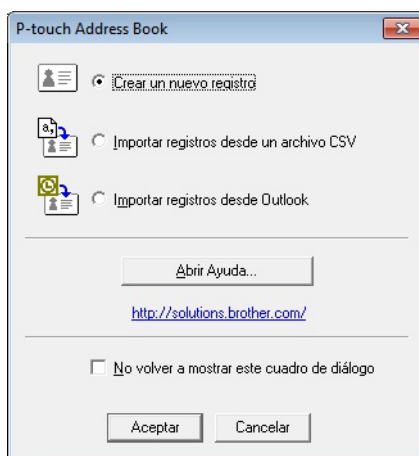 P-touch Address Book
Crear un nuevo registro
a,
Importar registros desde un archivo CSV
Importar registros desde Outlook
Abrir Ayuda...
http://solutions.brother.com/
No volver a mostrar este cuadro de diálogo
Aceptar Cancelar